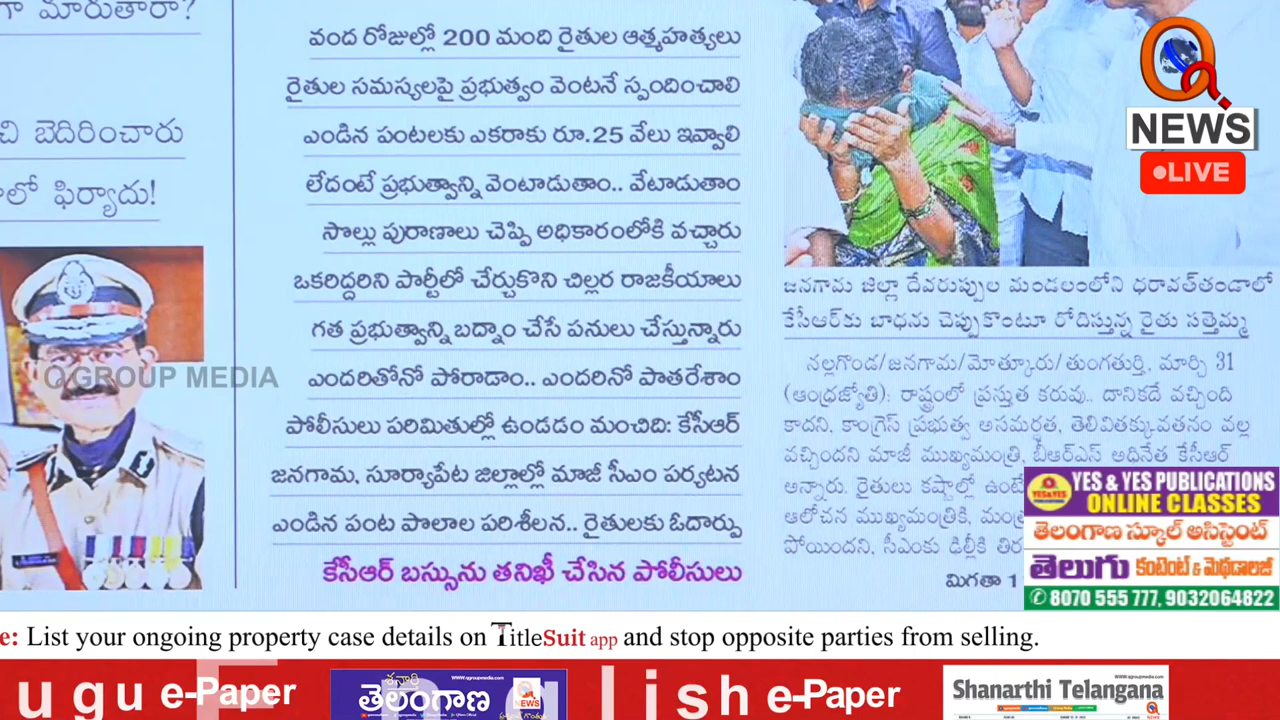 గా మారుతారా?
చి బెదిరించారు
లో ఫిర్యాదు!
వంద రోజుల్లో 200 మంది రైతుల ఆత్మహత్యలు
రైతుల సమస్యలపై ప్రభుత్వం వెంటనే స్పందించాలి
ఎండిన పంటలకు ఎకరాకు రూ.25 వేలు ఇవ్వాలి
లేదంటే ప్రభుత్వాన్ని వెంటాడుతాం.. వేటాడుతాం
సొల్లు పురాణాలు చెప్పి అధికారంలోకి వచ్చారు
ఒకరిద్దరిని పార్టీలో చేర్చుకొని చిల్లర రాజకీయాలు
గత ప్రభుత్వాన్ని బద్నాం చేసే పనులు చేస్తున్నారు
ఎందరితోనో పోరాడాం.. ఎందరినో పాతరేశాం
పోలీసులు పరిమితుల్లో ఉండడం మంచిది: కేసీఆర్
జనగామ, సూర్యాపేట జిల్లాల్లో మాజీ సీఎం పర్యటన
ఎండిన పంట పొలాల పరిశీలన.. రైతులకు ఓదార్పు
కేసీఆర్ బస్సును తనిఖీ చేసిన పోలీసులు
జనగామ జిల్లా దేవరుప్పుల మండలంలోని ధరావత్‌తండాలో
కేసీఆర్‌కు బాధను చెప్పుకొంటూ రోదిస్తున్న రైతు సత్తెమ్మ
నల్లగొండ/జనగామ/మోత్కూరు/తుంగతుర్తి, మార్చి 31
(ఆంధ్రజ్యోతి): రాష్ట్రంలో ప్రస్తుత కరువు.. దానికదే వచ్చింది
కాదని, కాంగ్రెస్ ప్రభుత్వ అసమర్థత, తెలివితక్కువతనం వల్ల
వచ్చిందని మాజీ ముఖ్యమంత్రి, బీఆర్ఎస్ అధినేత కేసీఆర్
అన్నారు. రైతులు కష్టాల్లో ఉంటే
ఆలోచన ముఖ్యమంత్రికి, మంత్ర
పోయిందని, సీఎంకు ఢిల్లీకి తిర
మిగతా 1
Q GROUP MEDIA
Q
NEWS
LIVE
YES & YES PUBLICATIONS
ONLINE CLASSES
YES&YES
తెలంగాణ స్కూల్ అసిస్టెంట్
తెలుగు కంటెంట్ & మెథడాలజీ
8070 555 777, 9032064822
e: List your ongoing property case details on TitleSuit app and stop opposite parties from selling.
ugu e-Paper
English e-Paper
శనార్తి
తెలంగాణ
NEWS
Shanarthi Telangana